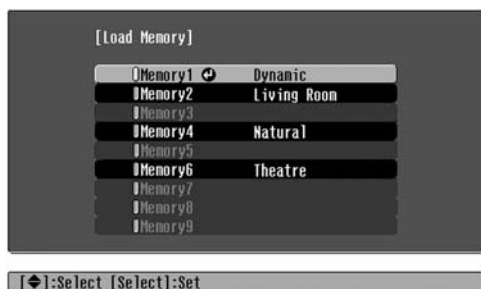 [Load Memory]
Memory1 Dynamic
Memory2 Living Room
Memory3
Memory4 Natural
Memory5
Memory6 Theatre
Memory7
Memory8
Memory9
[◆]:Select [Select]:Set